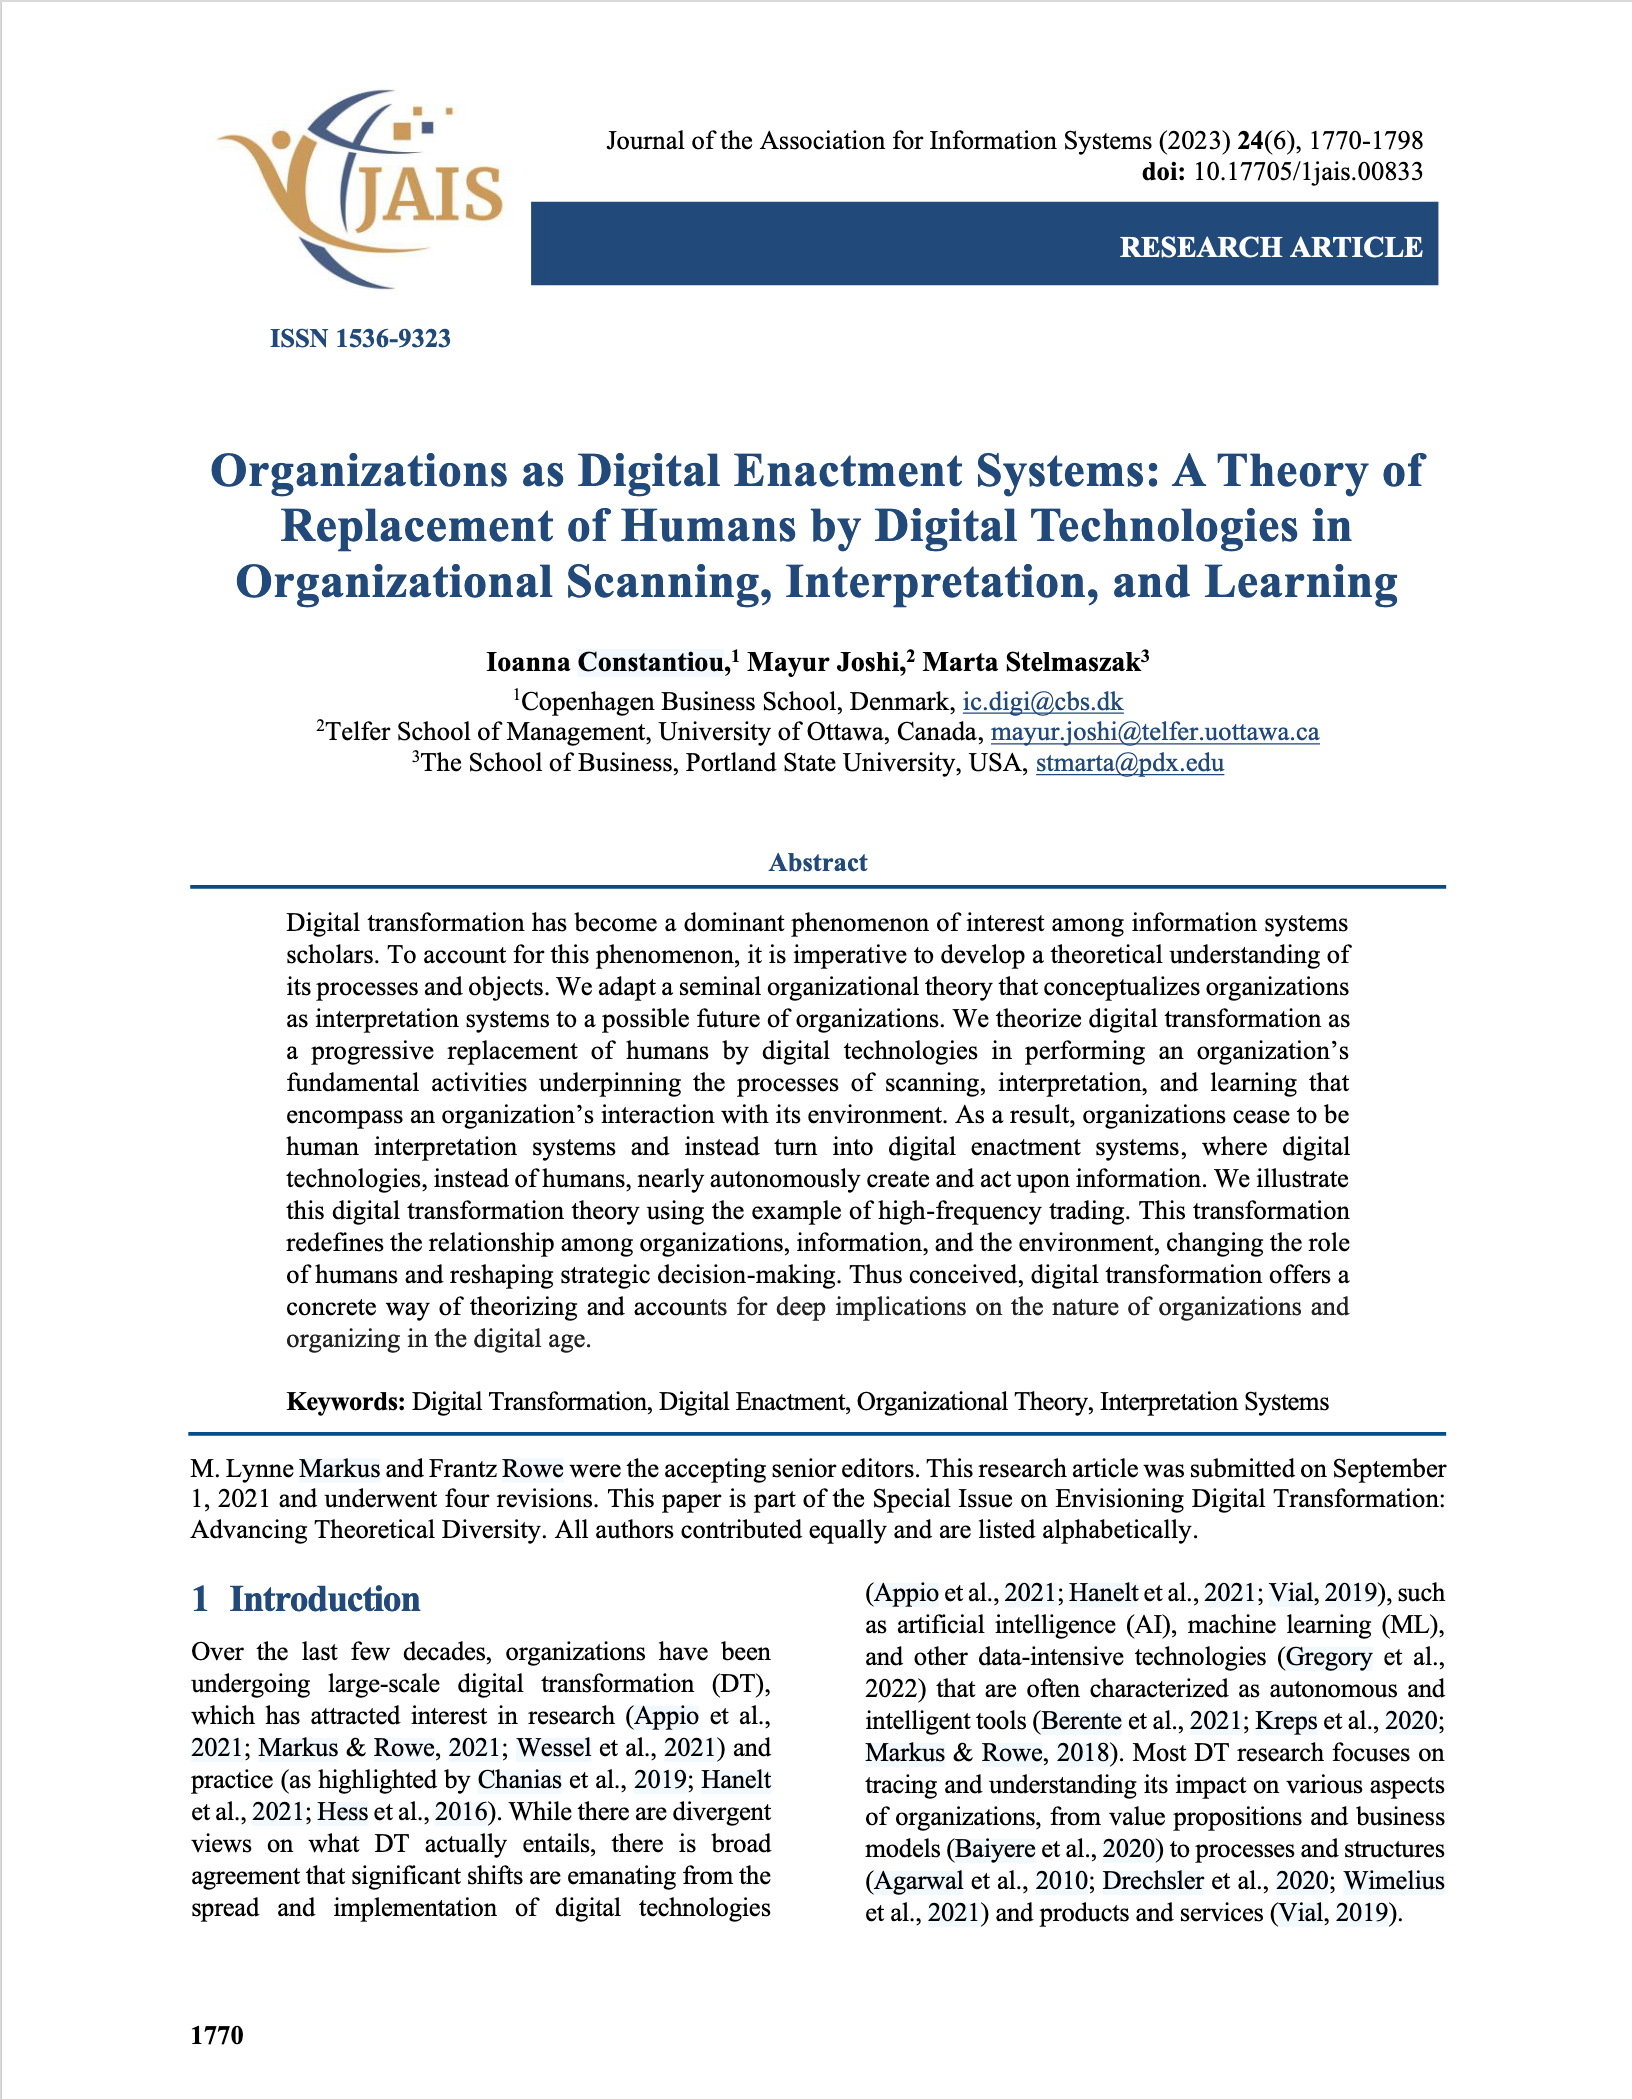 JAIS
Journal of the Association for Information Systems (2023) 24(6), 1770-1798
doi: 10.17705/1jais.00833
RESEARCH ARTICLE
ISSN 1536-9323
Organizations as Digital Enactment Systems: A Theory of
Replacement of Humans by Digital Technologies in
Organizational Scanning, Interpretation, and Learning
Ioanna Constantiou,1 Mayur Joshi,2 Marta Stelmaszak3
1Copenhagen Business School, Denmark, ic.digi@cbs.dk
2Telfer School of Management, University of Ottawa, Canada, mayur.joshi@telfer.uottawa.ca
3The School of Business, Portland State University, USA, stmarta@pdx.edu
Abstract
Digital transformation has become a dominant phenomenon of interest among information systems
scholars. To account for this phenomenon, it is imperative to develop a theoretical understanding of
its processes and objects. We adapt a seminal organizational theory that conceptualizes organizations
as interpretation systems to a possible future of organizations. We theorize digital transformation as
a progressive replacement of humans by digital technologies in performing an organization's
fundamental activities underpinning the processes of scanning, interpretation, and learning that
encompass an organization's interaction with its environment. As a result, organizations cease to be
human interpretation systems and instead turn into digital enactment systems, where digital
technologies, instead of humans, nearly autonomously create and act upon information. We illustrate
this digital transformation theory using the example of high-frequency trading. This transformation
redefines the relationship among organizations, information, and the environment, changing the role
of humans and reshaping strategic decision-making. Thus conceived, digital transformation offers a
concrete way of theorizing and accounts for deep implications on the nature of organizations and
organizing in the digital age.
Keywords: Digital Transformation, Digital Enactment, Organizational Theory, Interpretation Systems
M. Lynne Markus and Frantz Rowe were the accepting senior editors. This research article was submitted on September
1, 2021 and underwent four revisions. This paper is part of the Special Issue on Envisioning Digital Transformation:
Advancing Theoretical Diversity. All authors contributed equally and are listed alphabetically.
1 Introduction
Over the last few decades, organizations have been
undergoing large-scale digital transformation (DT),
which has attracted interest in research (Appio et al.,
2021; Markus & Rowe, 2021; Wessel et al., 2021) and
practice (as highlighted by Chanias et al., 2019; Hanelt
et al., 2021; Hess et al., 2016). While there are divergent
views on what DT actually entails, there is broad
agreement that significant shifts are emanating from the
spread and implementation of digital technologies
(Appio et al., 2021; Hanelt et al., 2021; Vial, 2019), such
as artificial intelligence (AI), machine learning (ML),
and other data-intensive technologies (Gregory et al.,
2022) that are often characterized as autonomous and
intelligent tools (Berente et al., 2021; Kreps et al., 2020;
Markus & Rowe, 2018). Most DT research focuses on
tracing and understanding its impact on various aspects
of organizations, from value propositions and business
models (Baiyere et al., 2020) to processes and structures
(Agarwal et al., 2010; Drechsler et al., 2020; Wimelius
et al., 2021) and products and services (Vial, 2019).
1770